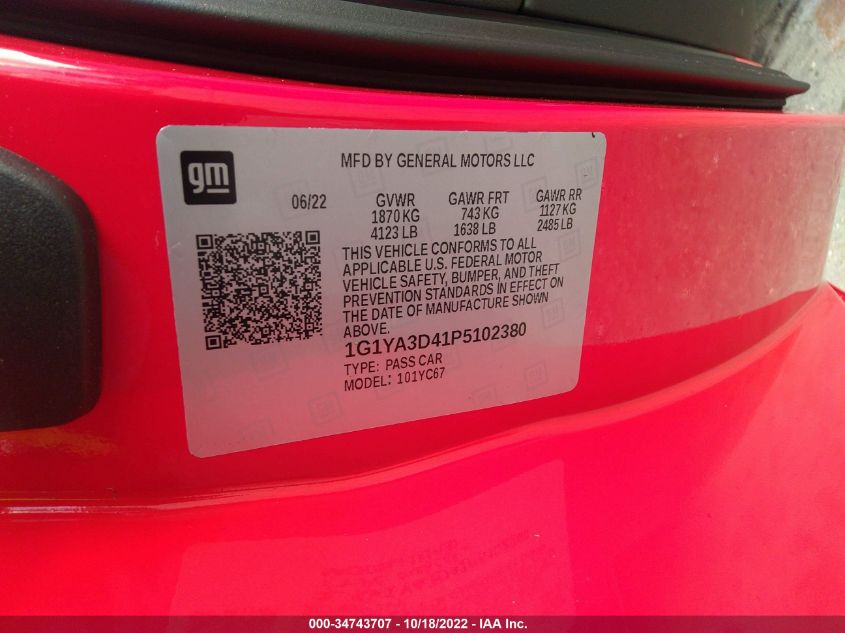 gm
MFD BY GENERAL MOTORS LLC
06/22 GVWR GAWR FRT GAWR RR
1870 KG 743 KG 1127 KG
4123 LB 1638 LB 2485 LB
THIS VEHICLE CONFORMS TO ALL
APPLICABLE U.S. FEDERAL MOTOR
VEHICLE SAFETY, BUMPER, AND THEFT
PREVENTION STANDARDS IN EFFECT ON
THE DATE OF MANUFACTURE SHOWN
ABOVE.
1G1YA3D41P5102380
TYPE: PASS CAR
MODEL: 101YC67
000-34743707 - 10/18/2022 - IAA Inc.